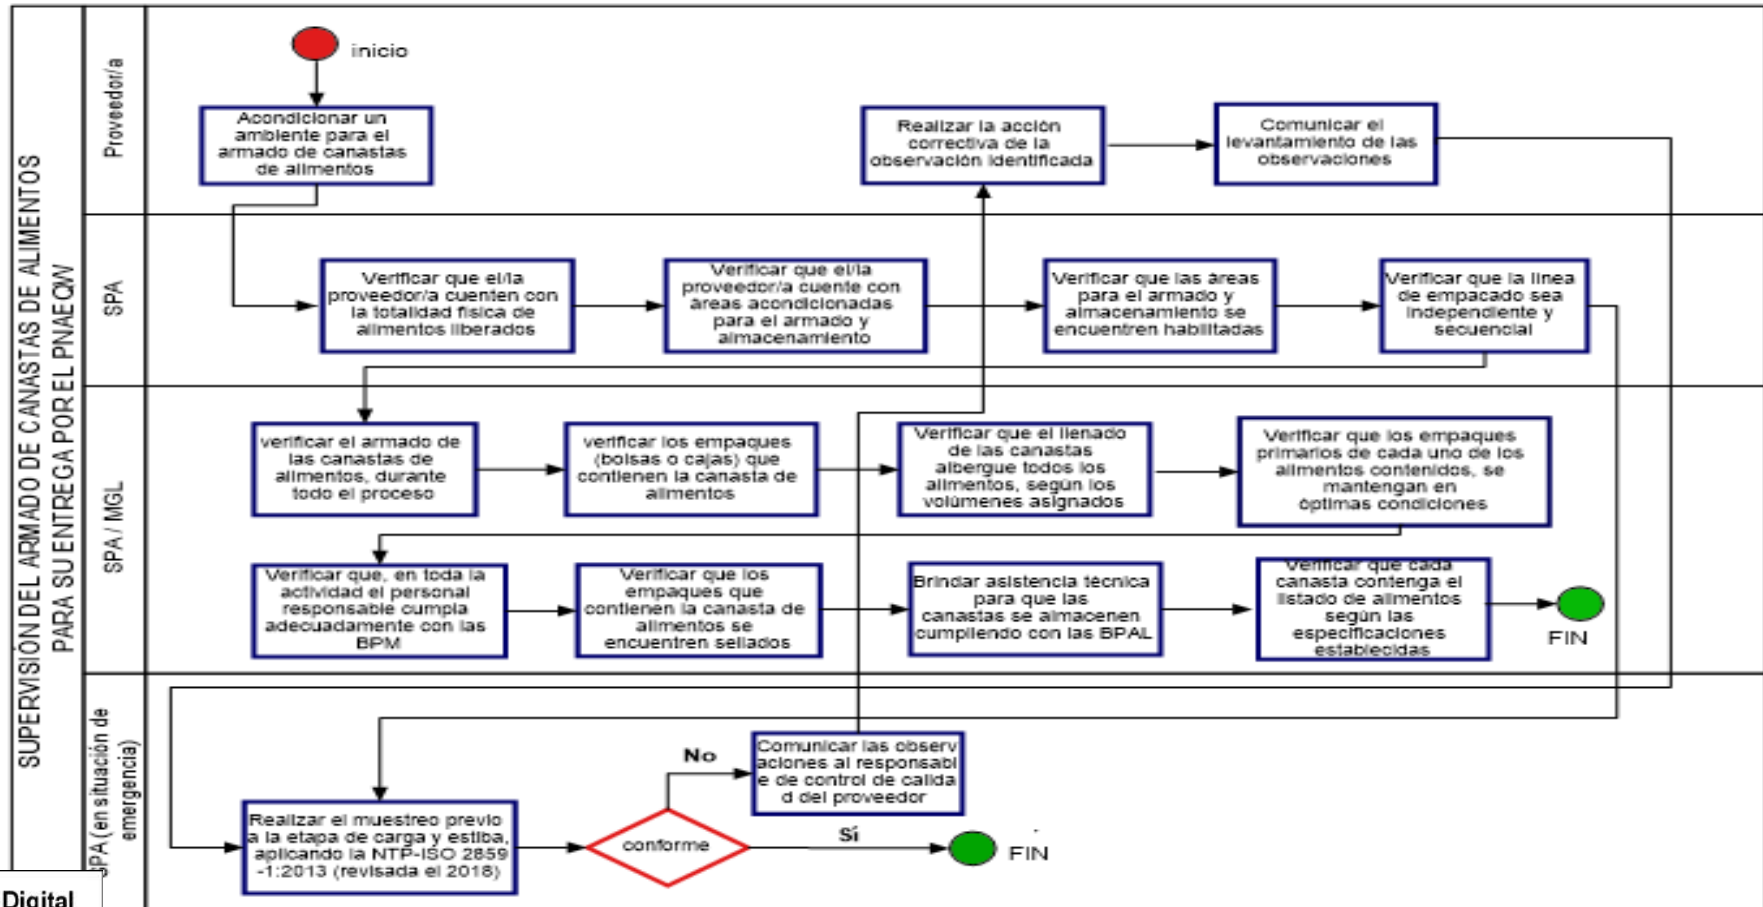 SUPERVISIÓN DEL ARMADO DE CANASTAS DE ALIMENTOS
PARA SU ENTREGA POR EL PNAEQW
Proveedor/a
inicio
Acondicionar un
ambiente para el
armado de canastas
de alimentos
Realizar la acción
correctiva de la
observación identificada
Comunicar el
levantamiento de las
observaciones
SPA
Verificar que el/la
proveedor/a cuenten con
la totalidad física de
alimentos liberados
Verificar que el/la
proveedor/a cuente con
áreas acondicionadas
para el armado y
almacenamiento
Verificar que las áreas
para el armado y
almacenamiento se
encuentren habilitadas
Verificar que la línea
de empacado sea
independiente y
secuencial
SPA / MGL
verificar el armado de
las canastas de
alimentos, durante
todo el proceso
verificar los empaques
(bolsas o cajas) que
contienen la canasta de
alimentos
Verificar que el llenado
de las canastas
albergue todos los
alimentos, según los
volúmenes asignados
Verificar que los empaques
primarios de cada uno de los
alimentos contenidos, se
mantengan en
óptimas condiciones
Verificar que, en toda la
actividad el personal
responsable cumpla
adecuadamente con las
BPM
Verificar que los
empaques que
contienen la canasta de
alimentos se
encuentren sellados
Brindar asistencia técnica
para que las
canastas se almacenen
cumpliendo con las BPAL
Verificar que cada
canasta contenga el
listado de alimentos
según las
especificaciones
establecidas
FIN
SPA (en situación de
emergencia)
Realizar el muestreo previo
a la etapa de carga y estiba,
aplicando la NTP-ISO 2859
-1:2013 (revisada el 2018)
conforme
No
Comunicar las observ
aciones al responsabl
e de control de calida
d del proveedor
Sí
FIN
Digital